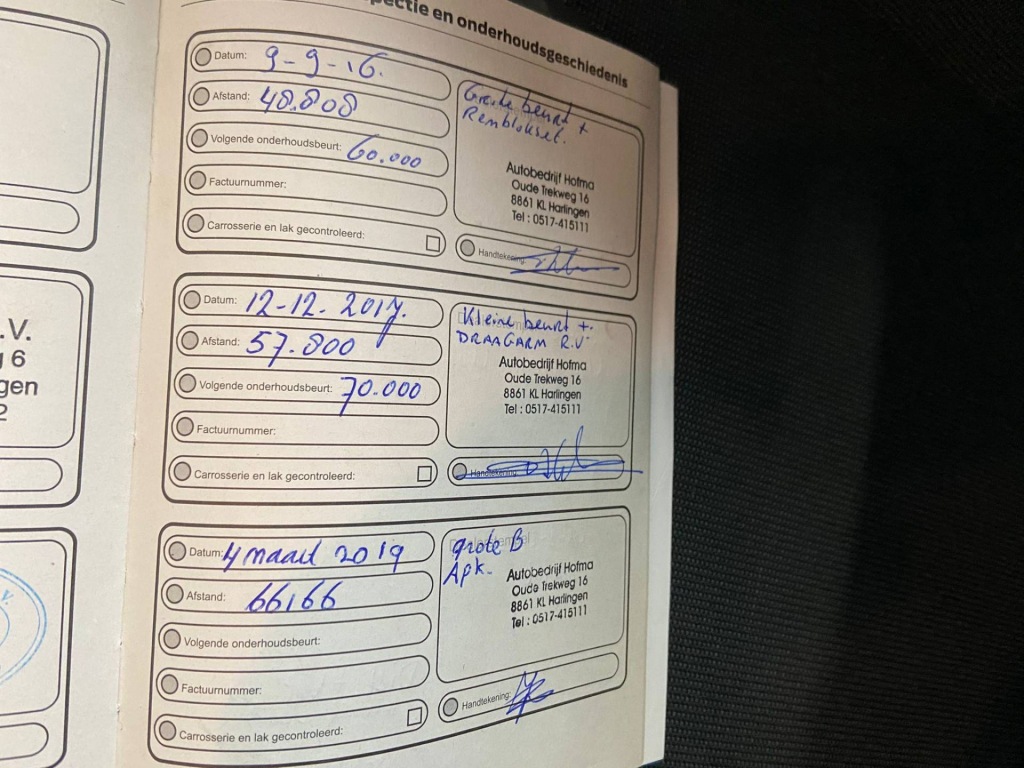 pectie en onderhoudsgeschiedenis
Datum: 9-9-16.
Afstand: 48.808
Volgende onderhoudsbeurt: 60.000
Factuurnummer:
Carrosserie en lak gecontroleerd:
Grote beurt +
Remblokset.
Autobedrijf Hofma
Oude Trekweg 16
8861 KL Harlingen
Tel : 0517-415111
Handtekening:
Datum: 12-12. 2017.
Afstand: 57.800
Volgende onderhoudsbeurt: 70.000
Factuurnummer:
Carrosserie en lak gecontroleerd:
Kleine beurt +.
DRAAGARM R.V.
Autobedrijf Hofma
Oude Trekweg 16
8861 KL Harlingen
Tel : 0517-415111
Handtekening:
Datum: 4 maart 2019
Afstand: 66166
Volgende onderhoudsbeurt:
Factuurnummer:
Carrosserie en lak gecontroleerd:
grote B
Apk.
Autobedrijf Hofma
Oude Trekweg 16
8861 KL Harlingen
Tel : 0517-415111
Handtekening:
.V.
6
gen
2
V.